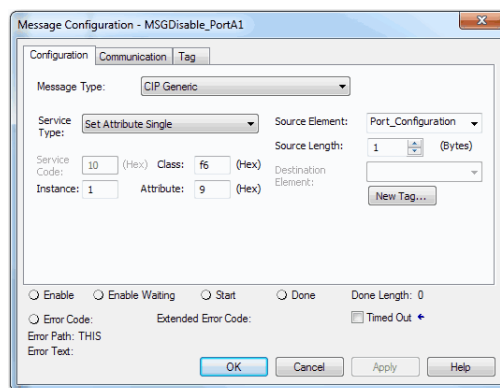 Message Configuration - MSGDisable_PortA1
Configuration Communication Tag
Message Type: CIP Generic
Service Type: Set Attribute Single
Source Element: Port_Configuration
Source Length: 1 (Bytes)
Service Code: 10 (Hex) Class: f6 (Hex)
Destination Element:
Instance: 1 Attribute: 9 (Hex)
New Tag...
Enable Enable Waiting Start Done Done Length: 0
Error Code: Extended Error Code: Timed Out
Error Path: THIS
Error Text:
OK Cancel Apply Help